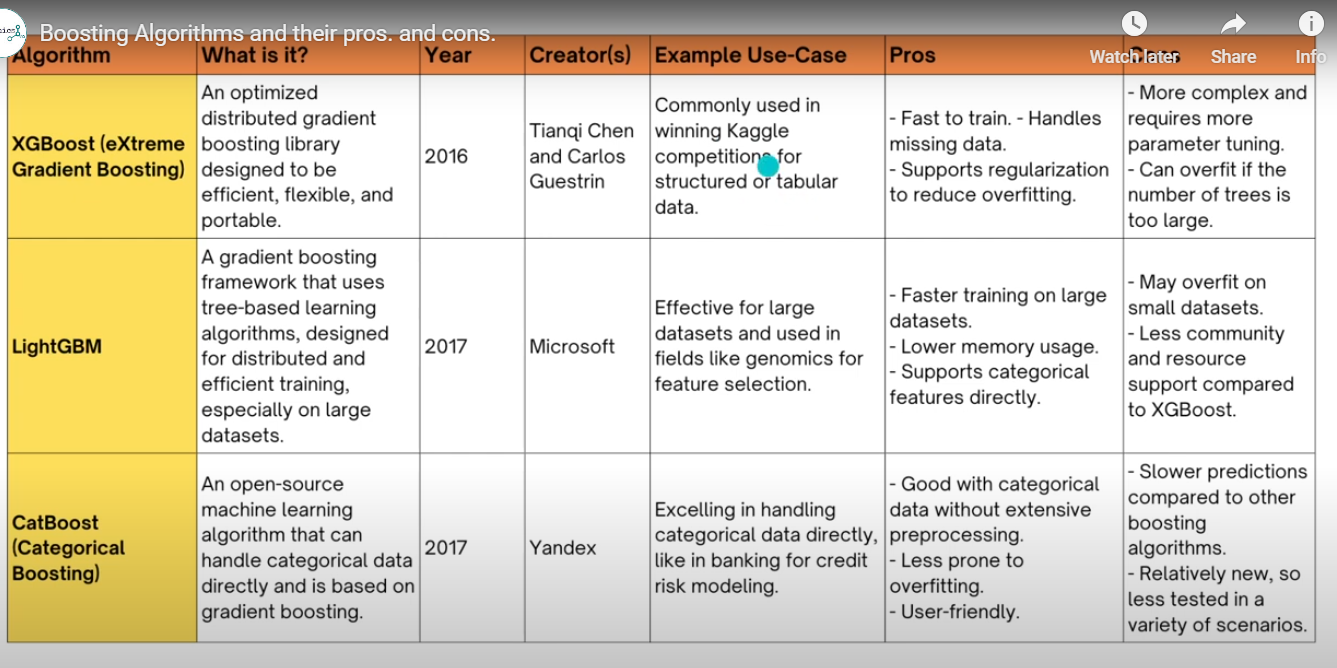 Boosting Algorithms and their pros. and cons.
Watch later
Share
Info
Algorithm
What is it?
Year
Creator(s)
Example Use-Case
Pros
XGBoost (eXtreme
Gradient Boosting)
An optimized
distributed gradient
boosting library
designed to be
efficient, flexible, and
portable.
2016
Tianqi Chen
and Carlos
Guestrin
Commonly used in
winning Kaggle
competitions for
structured or tabular
data.
- Fast to train. - Handles
missing data.
- Supports regularization
to reduce overfitting.
- More complex and
requires more
parameter tuning.
- Can overfit if the
number of trees is
too large.
LightGBM
A gradient boosting
framework that uses
tree-based learning
algorithms, designed
for distributed and
efficient training,
especially on large
datasets.
2017
Microsoft
Effective for large
datasets and used in
fields like genomics for
feature selection.
- Faster training on large
datasets.
- Lower memory usage.
- Supports categorical
features directly.
- May overfit on
small datasets.
- Less community
and resource
support compared
to XGBoost.
CatBoost
(Categorical
Boosting)
An open-source
machine learning
algorithm that can
handle categorical data
directly and is based on
gradient boosting.
2017
Yandex
Excelling in handling
categorical data directly,
like in banking for credit
risk modeling.
- Good with categorical
data without extensive
preprocessing.
- Less prone to
overfitting.
- User-friendly.
- Slower predictions
compared to other
boosting
algorithms.
- Relatively new, so
less tested in a
variety of scenarios.